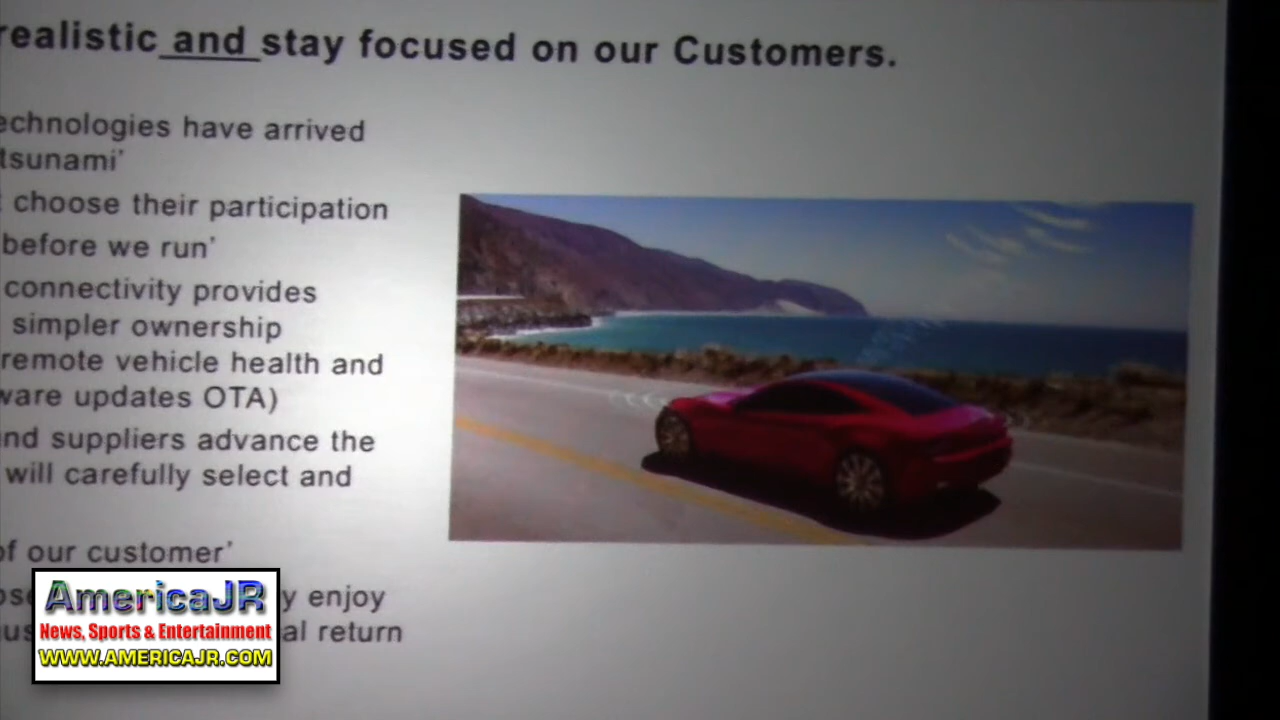 realistic and stay focused on our Customers.
echnologies have arrived
tsunami’
choose their participation
before we run’
connectivity provides
simpler ownership
remote vehicle health and
ware updates OTA)
nd suppliers advance the
will carefully select and
of our customer’
y enjoy
al return
AmericaJR
News, Sports & Entertainment
WWW.AMERICAJR.COM